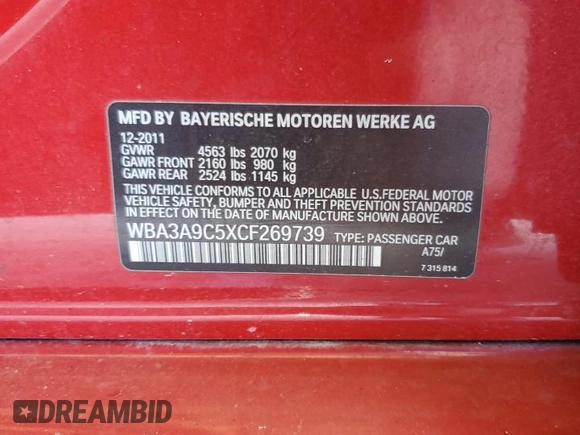 MFD BY BAYERISCHE MOTOREN WERKE AG
12-2011
GVWR 4563 lbs 2070 kg
GAWR FRONT 2160 lbs 980 kg
GAWR REAR 2524 lbs 1145 kg
THIS VEHICLE CONFORMS TO ALL APPLICABLE U.S.FEDERAL MOTOR
VEHICLE SAFETY, BUMPER AND THEFT PREVENTION STANDARDS
IN EFFECT ON THE DATE OF MANUFACTURE SHOWN ABOVE.
WBA3A9C5XCF269739 TYPE: PASSENGER CAR
A75/
7 315 814
DREAMBID